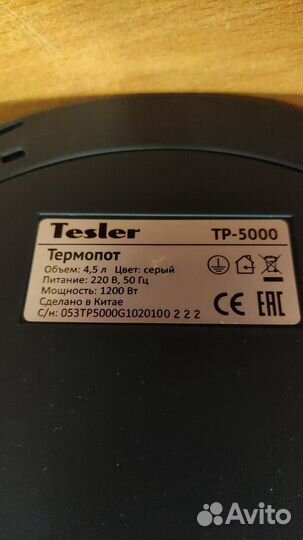 Tesler TP-5000
Термопот
Объем: 4,5 л Цвет: серый
Питание: 220 В, 50 Гц
Мощность: 1200 Вт
Сделано в Китае
С/н: 053TP5000G1020100 2 2 2
CE EAC
Avito